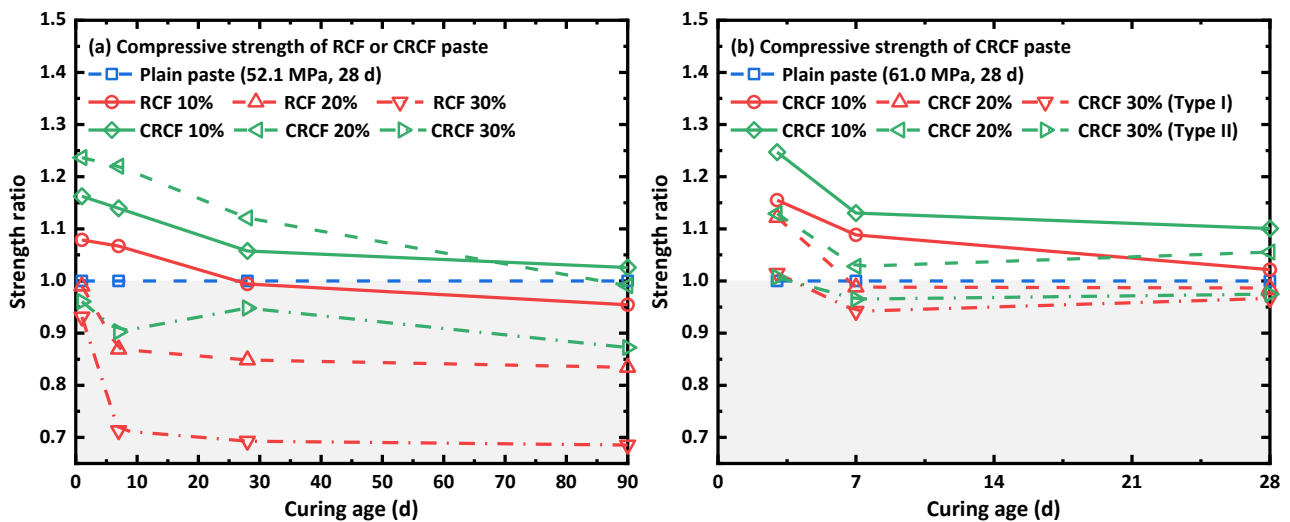 (a) Compressive strength of RCF or CRCF paste
Plain paste (52.1 MPa, 28 d)
RCF 10% RCF 20% RCF 30%
CRCF 10% CRCF 20% CRCF 30%
1.5
1.4
1.3
1.2
1.1
1.0
0.9
0.8
0.7
Strength ratio
0 10 20 30 40 50 60 70 80 90
Curing age (d)
(b) Compressive strength of CRCF paste
Plain paste (61.0 MPa, 28 d)
CRCF 10% CRCF 20% CRCF 30% (Type I)
CRCF 10% CRCF 20% CRCF 30% (Type II)
1.5
1.4
1.3
1.2
1.1
1.0
0.9
0.8
0.7
Strength ratio
0 7 14 21 28
Curing age (d)